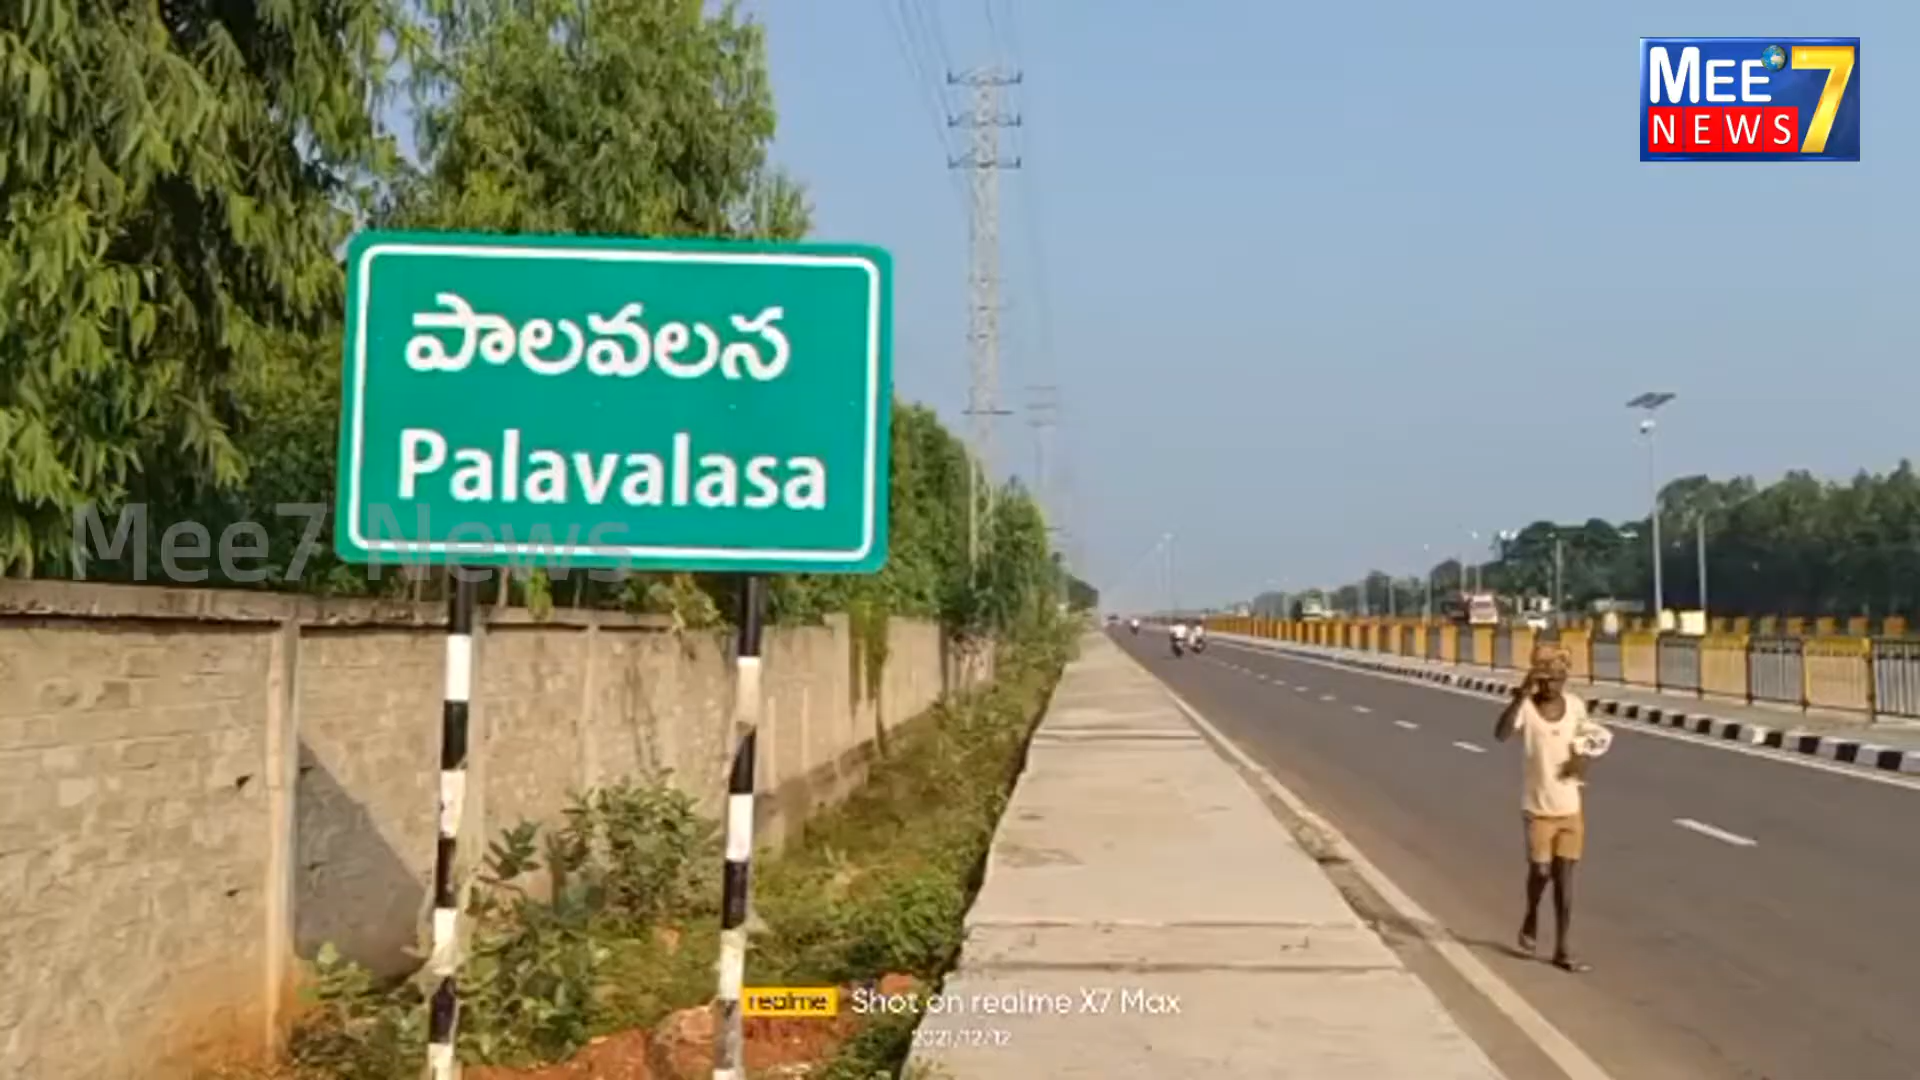 MEE 7
NEWS
పాలవలస
Palavalasa
Mee7 News
realme Shot on realme X7 Max
2021/12/12